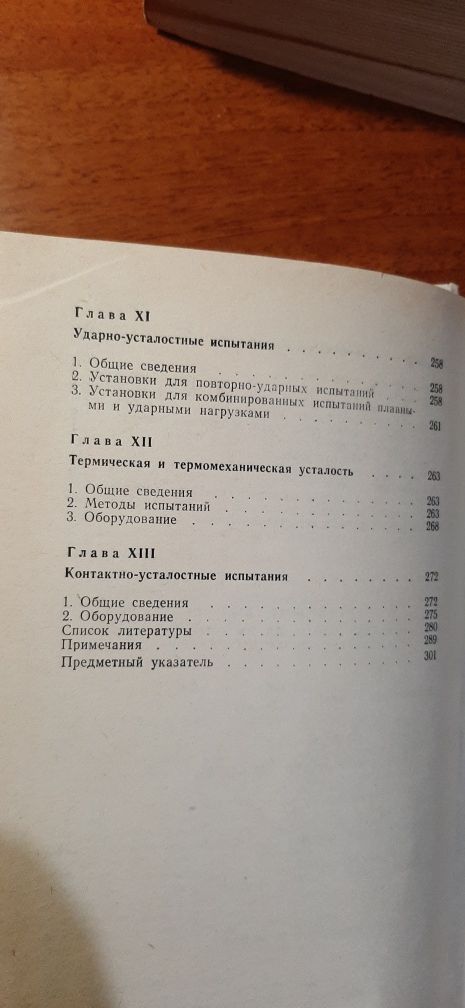 Глава XI
Ударно-усталостные испытания . . . . . . . . . 258
1. Общие сведения . . . . . . . . . . 258
2. Установки для повторно-ударных испытаний . . . 258
3. Установки для комбинированных испытаний плавны-
ми и ударными нагрузками . . . . . . . . 261
Глава XII
Термическая и термомеханическая усталость . . . . 263
1. Общие сведения . . . . . . . . . . 263
2. Методы испытаний . . . . . . . . . 263
3. Оборудование . . . . . . . . . . . 268
Глава XIII
Контактно-усталостные испытания . . . . . . . 272
1. Общие сведения . . . . . . . . . . 272
2. Оборудование . . . . . . . . . . . 275
Список литературы . . . . . . . . . . 280
Примечания . . . . . . . . . . . . . 289
Предметный указатель . . . . . . . . . 301